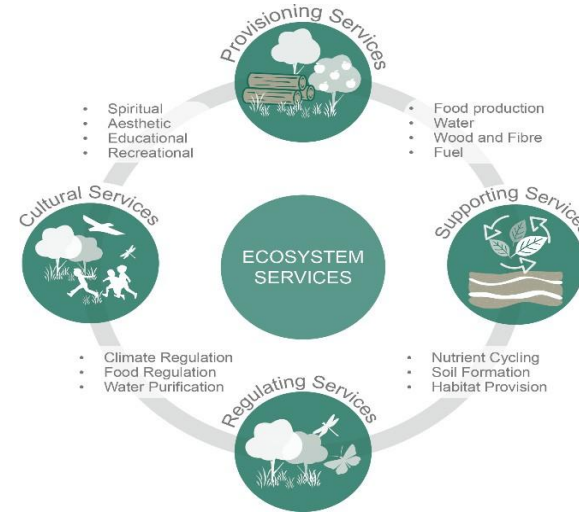 Provisioning Services
• Spiritual
• Aesthetic
• Educational
• Recreational
• Food production
• Water
• Wood and Fibre
• Fuel
Cultural Services
ECOSYSTEM
SERVICES
Supporting Services
• Climate Regulation
• Food Regulation
• Water Purification
• Nutrient Cycling
• Soil Formation
• Habitat Provision
Regulating Services